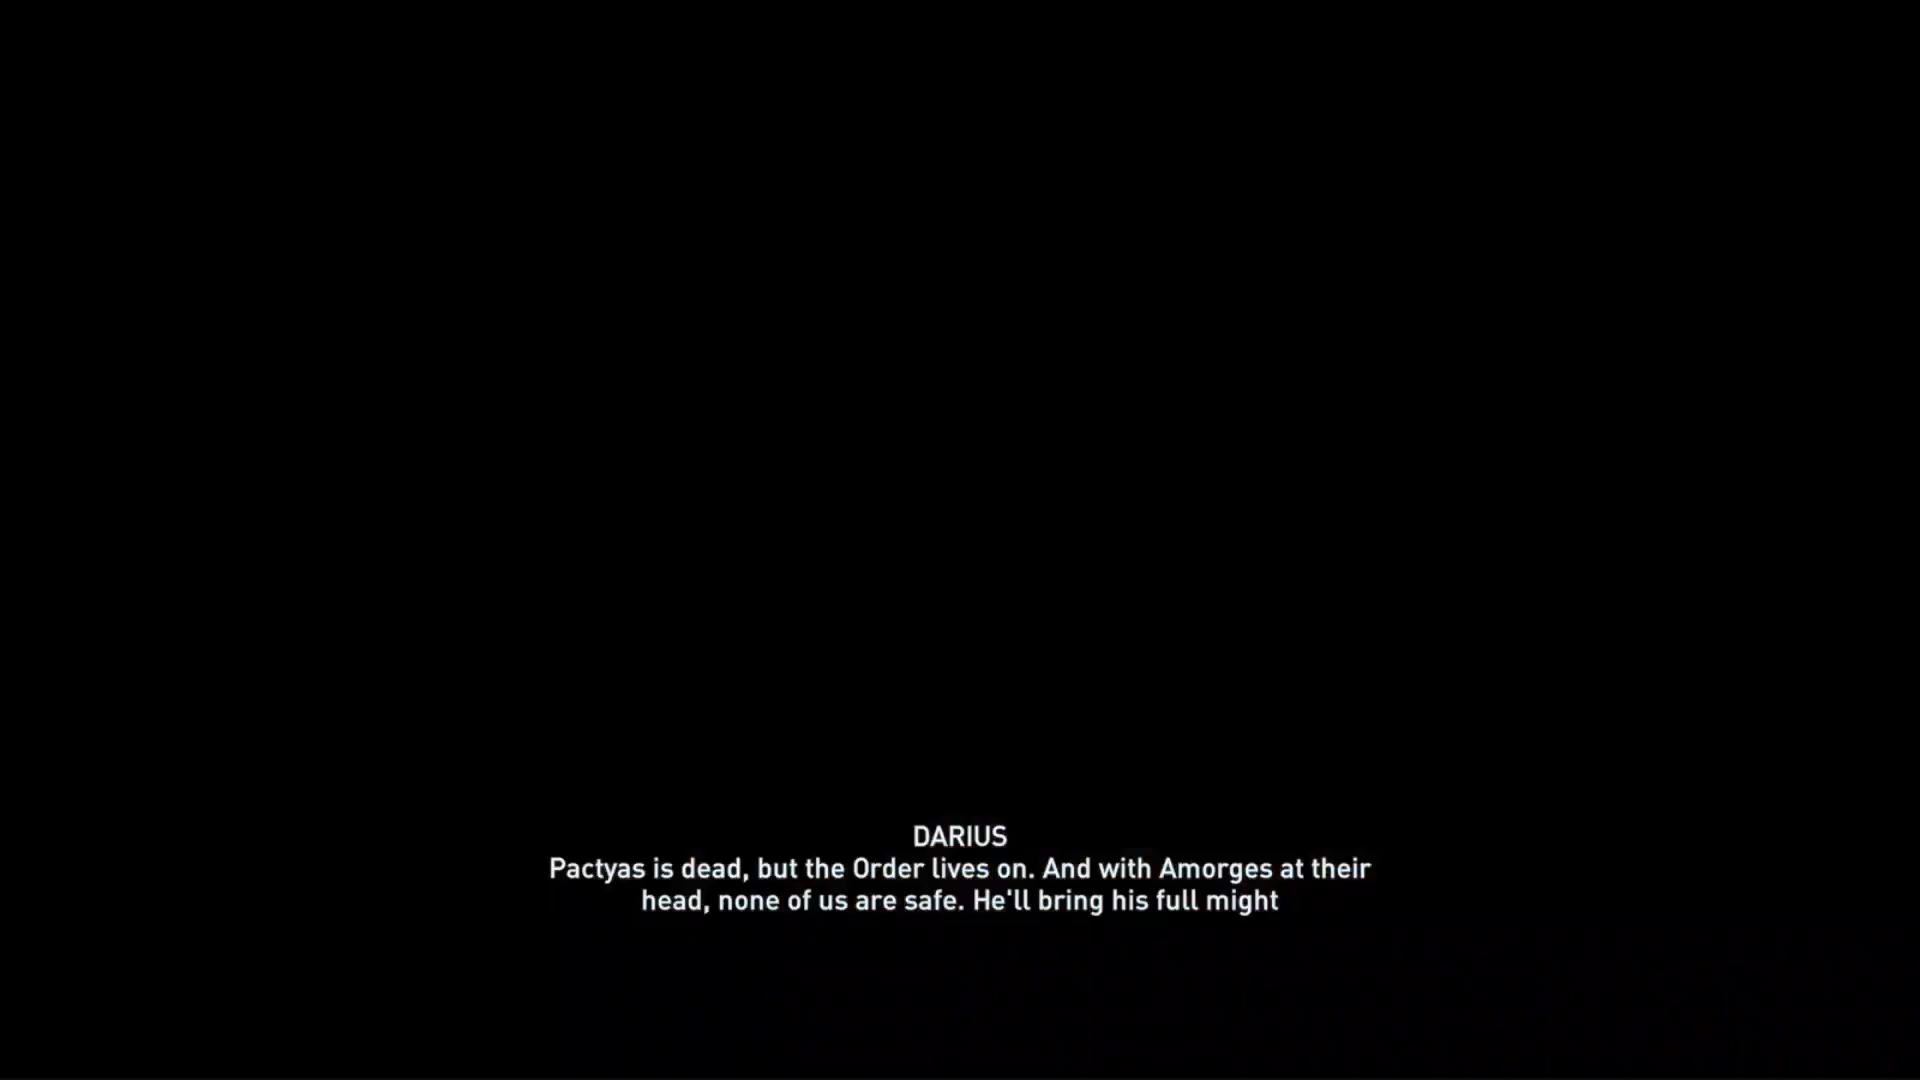 DARIUS
Pactyas is dead, but the Order lives on. And with Amorges at their
head, none of us are safe. He'll bring his full might